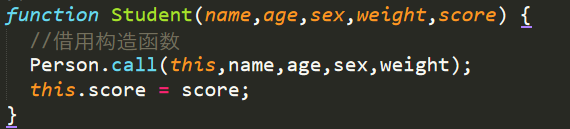 function Student(name,age,sex,weight,score) {
//借用构造函数
Person.call(this,name,age,sex,weight);
this.score = score;
}